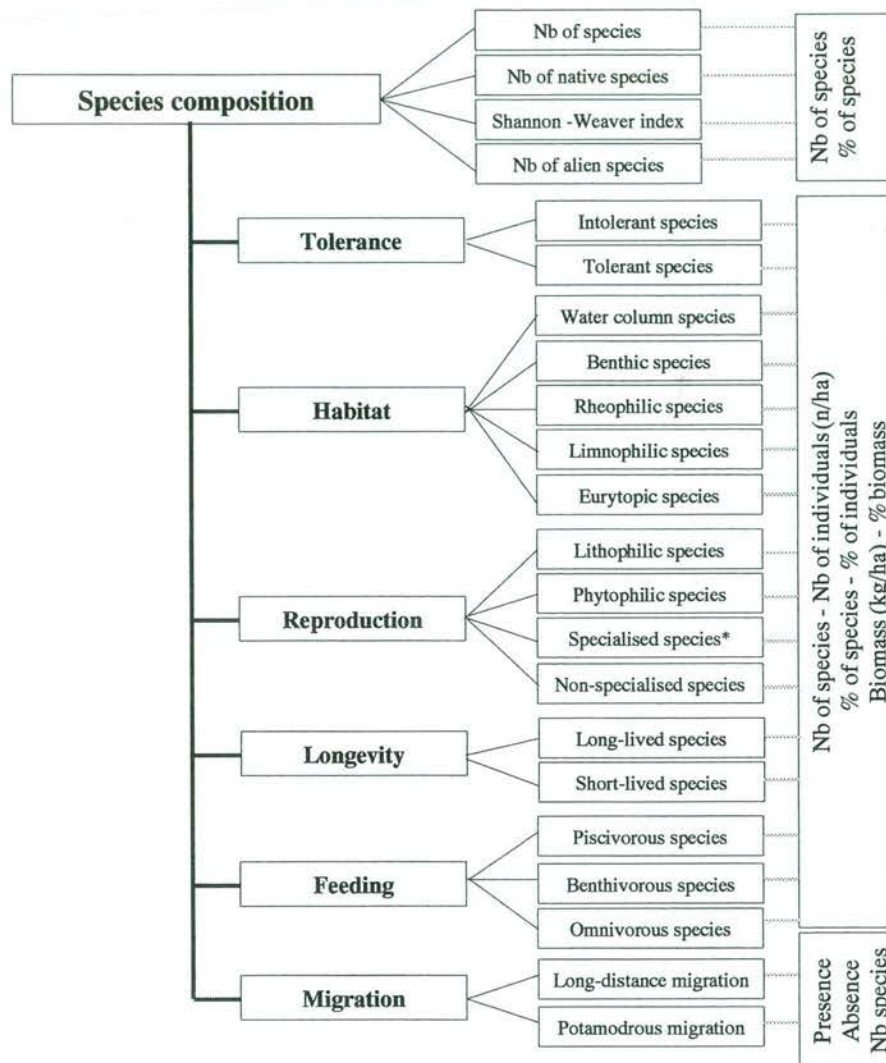 Species composition
Nb of species
Nb of native species
Shannon -Weaver index
Nb of alien species
Nb of species
% of species
Tolerance
Intolerant species
Tolerant species
Habitat
Water column species
Benthic species
Rheophilic species
Limnophilic species
Eurytopic species
Reproduction
Lithophilic species
Phytophilic species
Specialised species*
Non-specialised species
Longevity
Long-lived species
Short-lived species
Feeding
Piscivorous species
Benthivorous species
Omnivorous species
Nb of species - Nb of individuals (n/ha)
% of species - % of individuals
Biomass (kg/ha) - % biomass
Migration
Long-distance migration
Potamodrous migration
Presence
Absence
Nb species